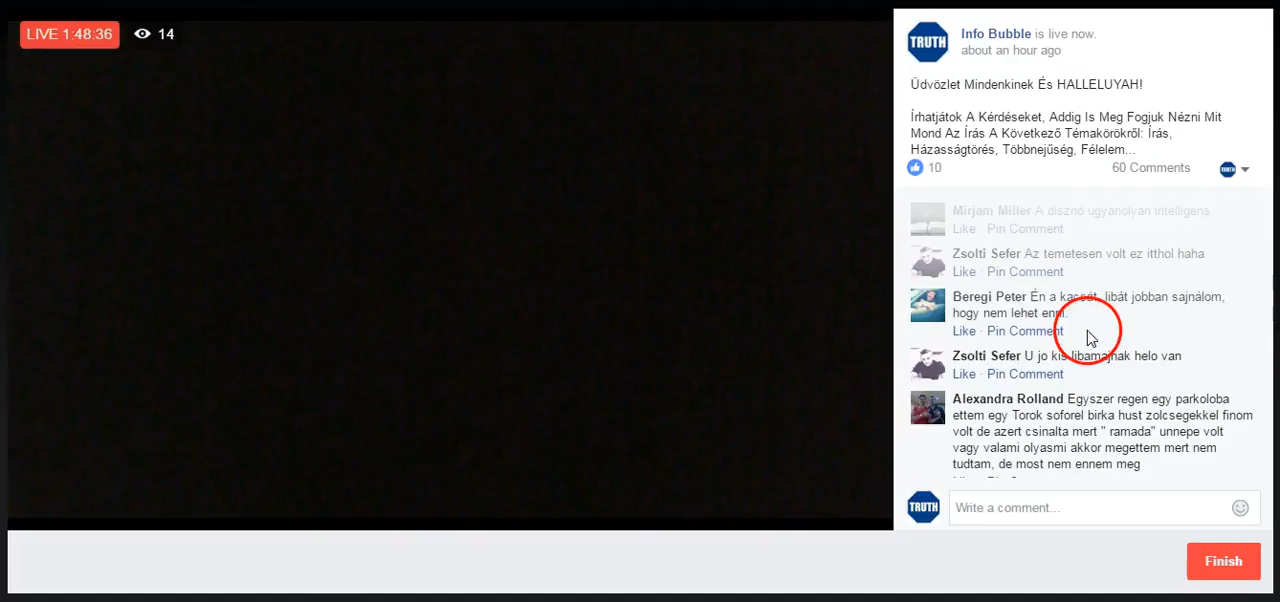 LIVE 1:48:36
14
TRUTH
Info Bubble is live now.
about an hour ago
Üdvözlet Mindenkinek És HALLELUYAH!
Írhatjátok A Kérdéseket, Addig Is Meg Fogjuk Nézni Mit
Mond Az Írás A Következő Témakörökről: Írás,
Házasságtörés, Többnejűség, Félelem...
10
60 Comments
TRUTH
Mirjam Miller A disznó ugyanolyan intelligens
Like · Pin Comment
Zsolti Sefer Az temetesen volt ez itthol haha
Like · Pin Comment
Beregi Peter Én a kacsát, libát jobban sajnálom,
hogy nem lehet enni.
Like · Pin Comment
Zsolti Sefer U jo kis libamajnak helo van
Like · Pin Comment
Alexandra Rolland Egyszer regen egy parkoloba
ettem egy Torok soforel birka hust zolcsegekkel finom
volt de azert csinalta mert " ramada" unnepe volt
vagy valami olyasmi akkor megettem mert nem
tudtam, de most nem ennem meg
TRUTH
Write a comment...
Finish